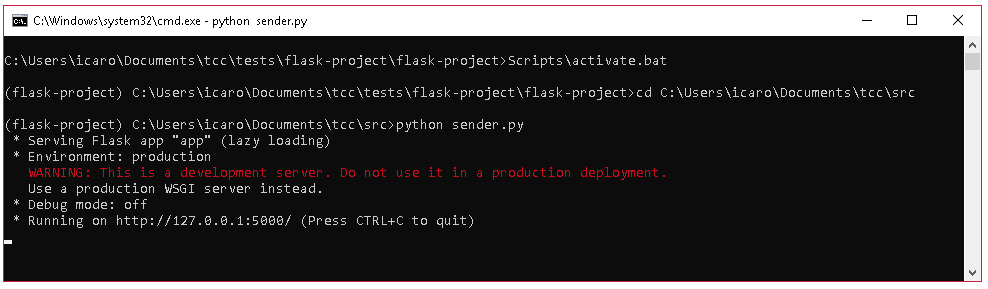 C:\Windows\system32\cmd.exe - python  sender.py
C:\Users\icaro\Documents\tcc\tests\flask-project\flask-project>Scripts\activate.bat
(flask-project) C:\Users\icaro\Documents\tcc\tests\flask-project\flask-project>cd C:\Users\icaro\Documents\tcc\src
(flask-project) C:\Users\icaro\Documents\tcc\src>python sender.py
* Serving Flask app "app" (lazy loading)
* Environment: production
WARNING: This is a development server. Do not use it in a production deployment.
Use a production WSGI server instead.
* Debug mode: off
* Running on http://127.0.0.1:5000/ (Press CTRL+C to quit)